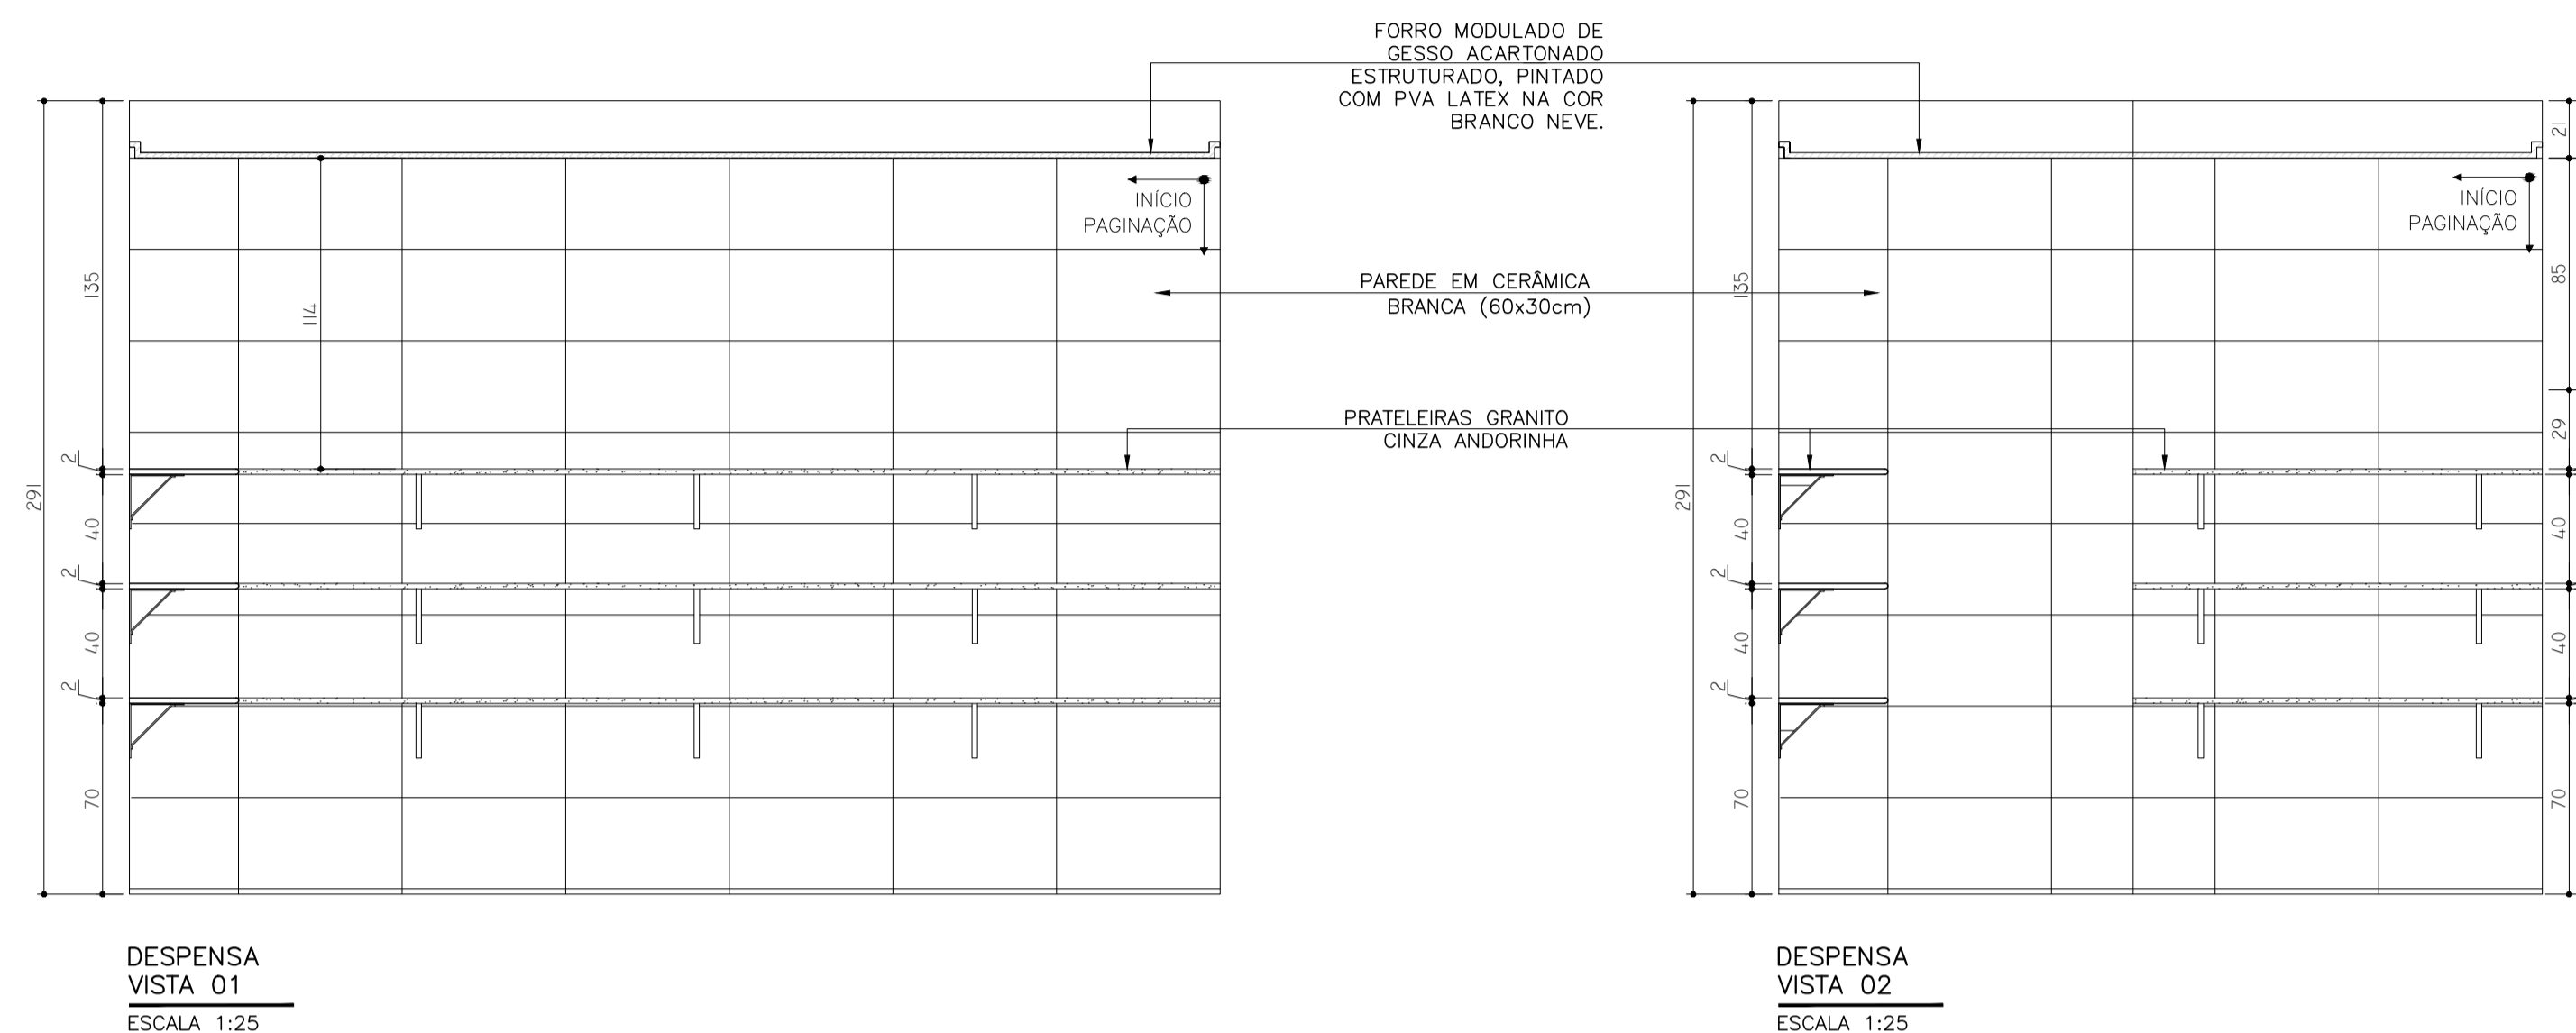 FORRO MODULADO DE
GESSO ACARTONADO
ESTRUTURADO, PINTADO
COM PVA LATEX NA COR
BRANCO NEVE.
INÍCIO
PAGINAÇÃO
PAREDE EM CERÂMICA
BRANCA (60x30cm)
PRATELEIRAS GRANITO
CINZA ANDORINHA
291
135
2
40
2
40
2
70
114
INÍCIO
PAGINAÇÃO
291
135
2
40
2
40
2
70
21
85
29
40
40
70
DESPENSA
VISTA 01
ESCALA 1:25
DESPENSA
VISTA 02
ESCALA 1:25